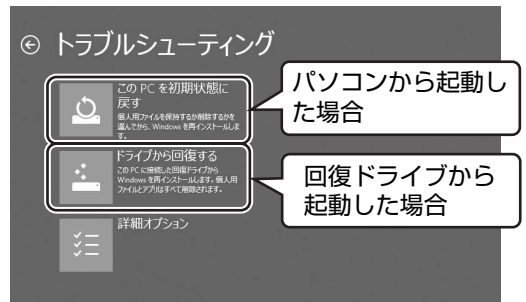 トラブルシューティング
この PC を初期状態に
戻す
個人用ファイルを保持するか削除するかを
選んでから、Windows を再インストールしま
す。
パソコンから起動し
た場合
ドライブから回復する
この PC に接続した回復ドライブから
Windows を再インストールします。個人用
ファイルとアプリはすべて削除されます。
回復ドライブから
起動した場合
詳細オプション